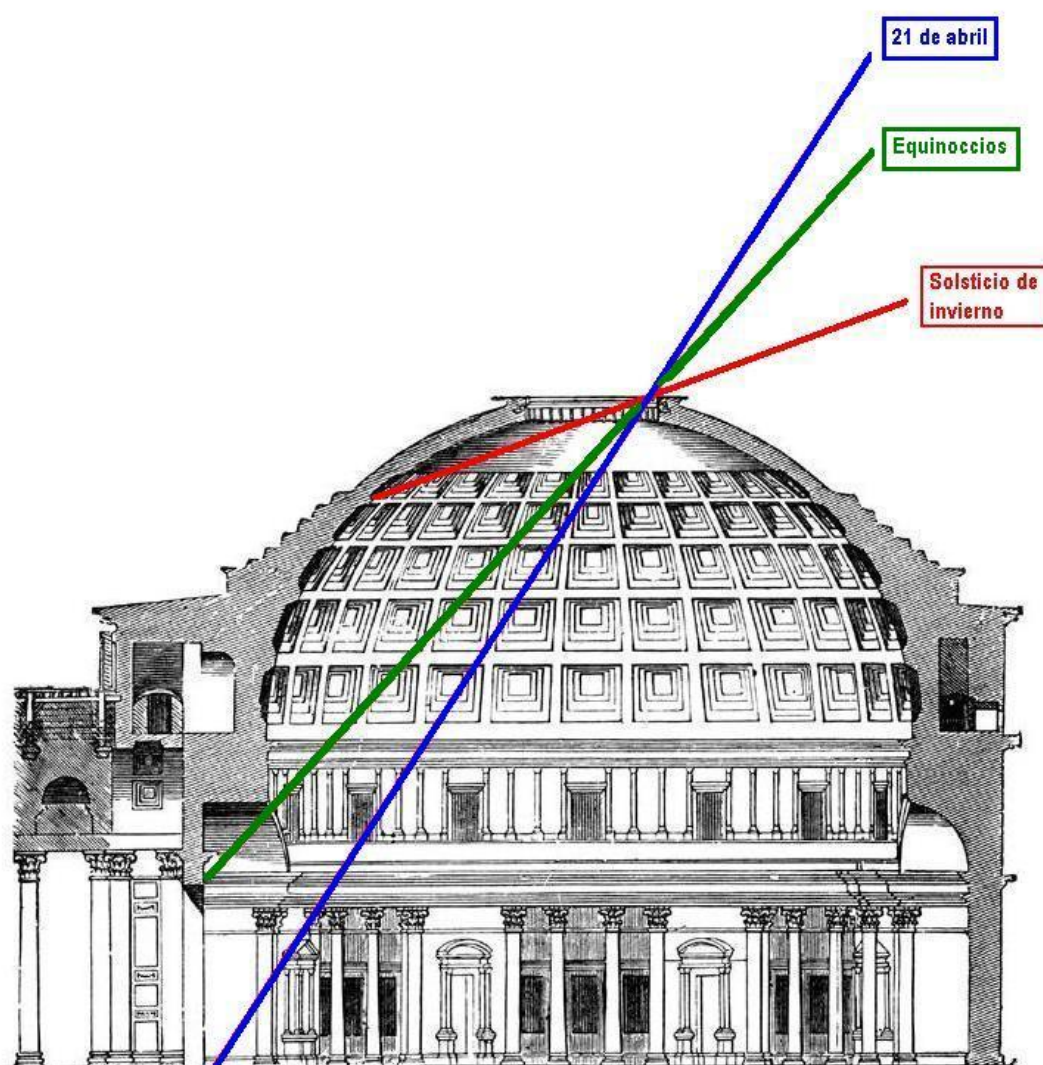 21 de abril
Equinoccios
Solsticio de
invierno